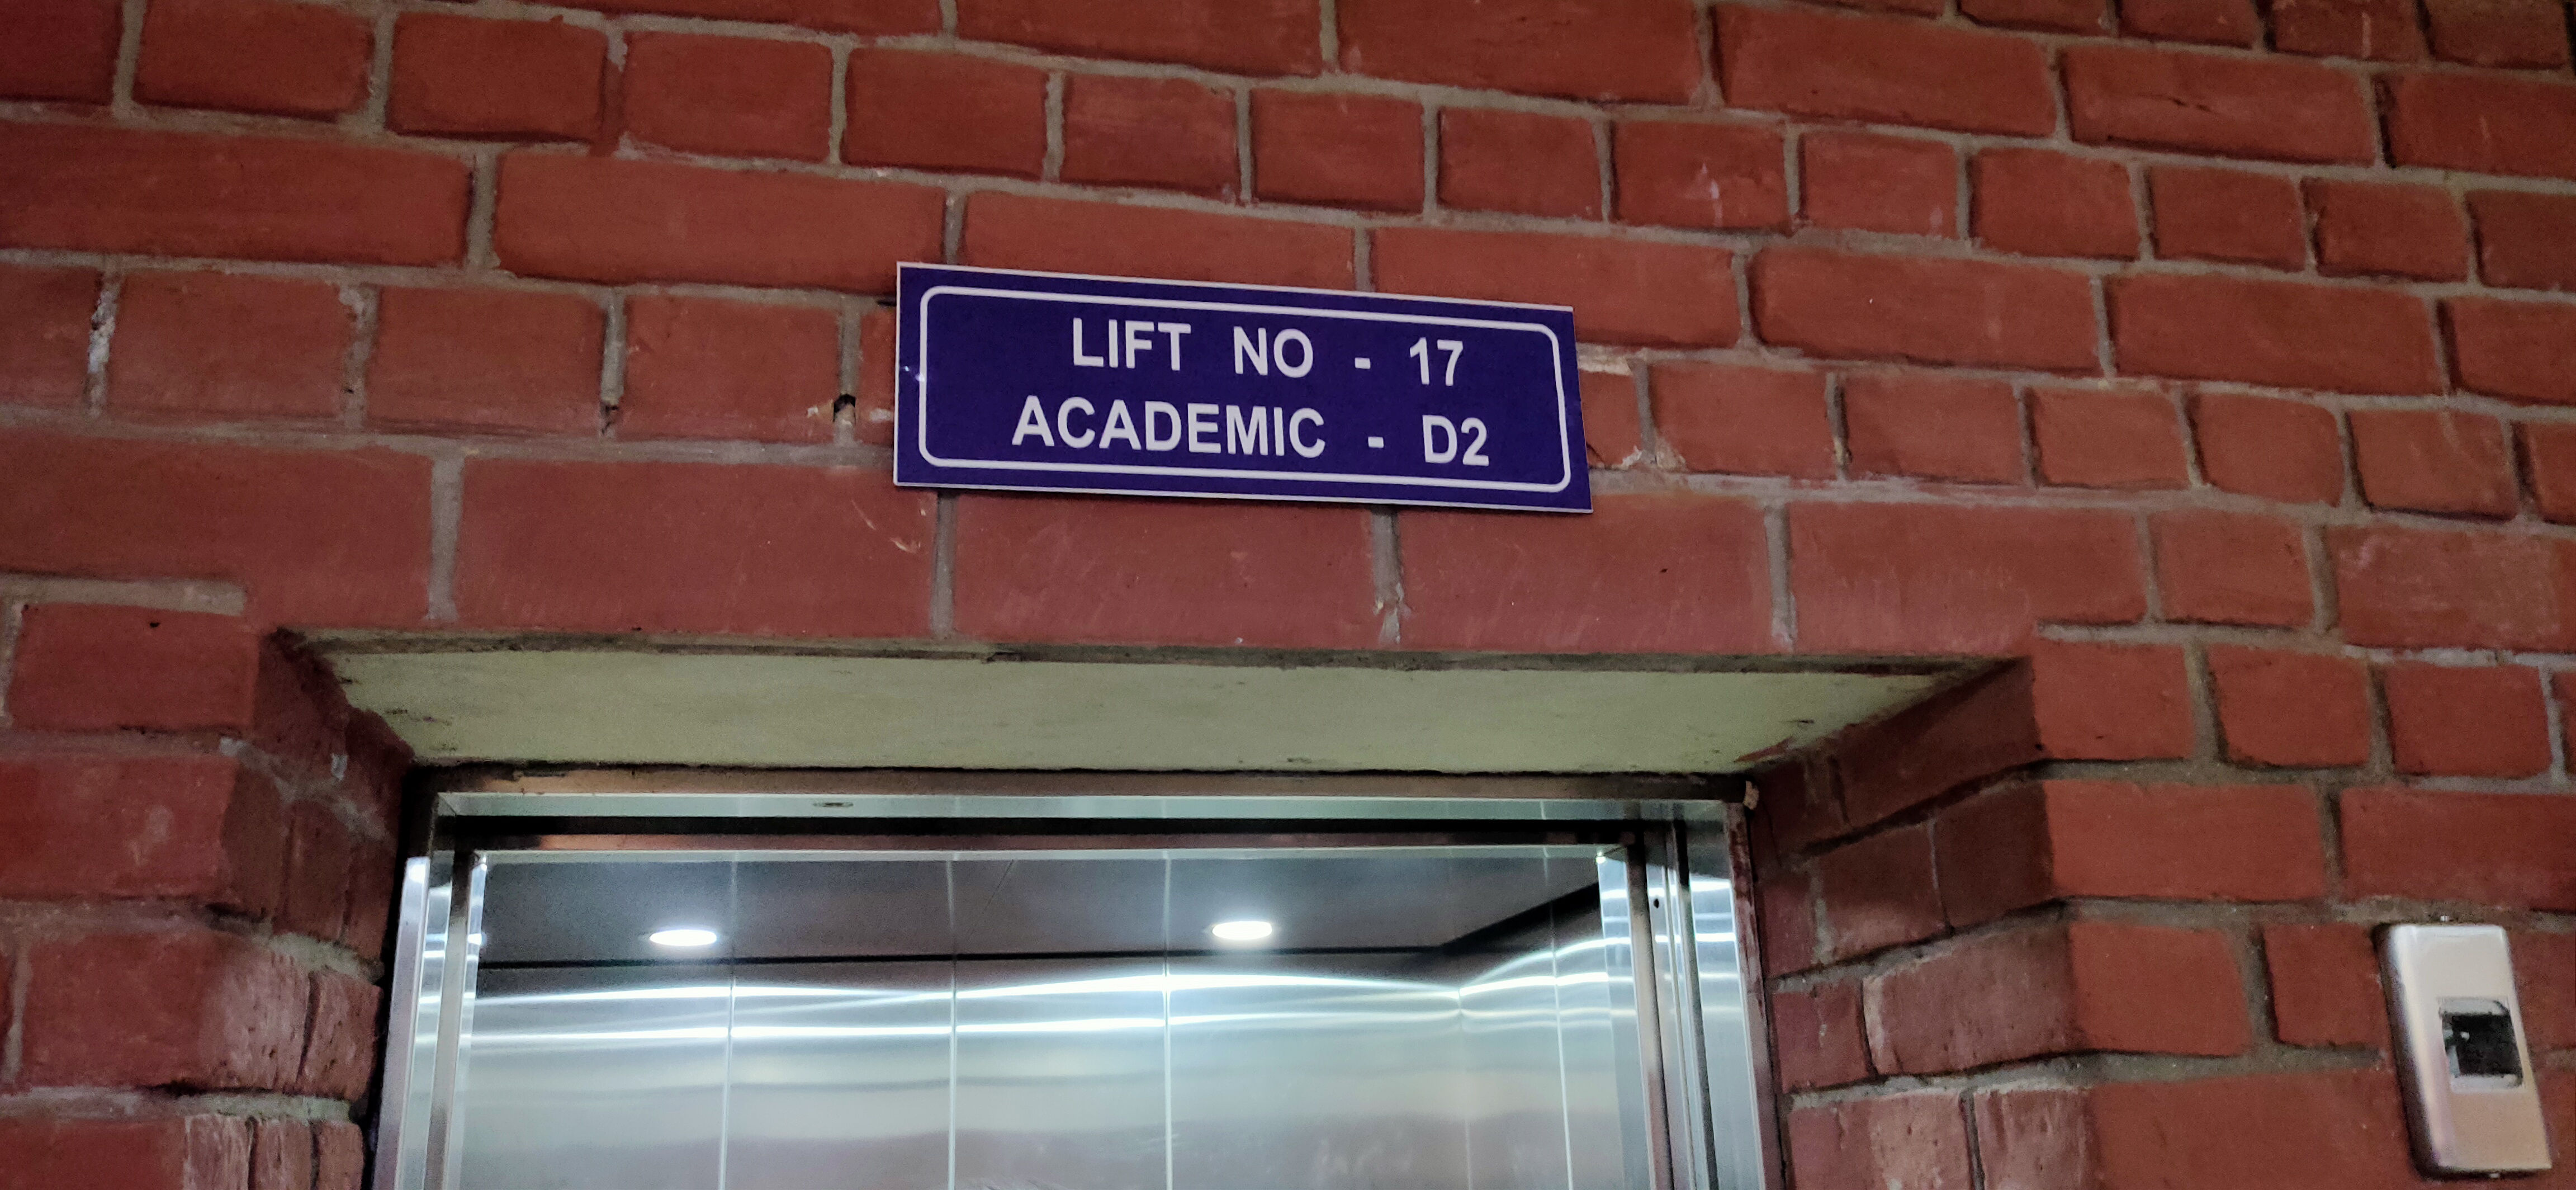 LIFT NO - 17
ACADEMIC - D2